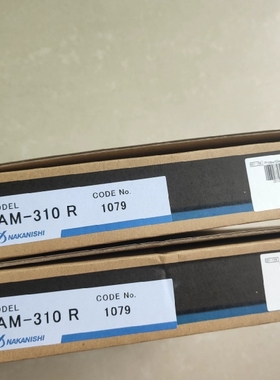 ODEL
AM-310 R
CODE No.
1079
NAKANISHI
ODEL
AM-310 R
CODE No.
1079
NAKANISHI